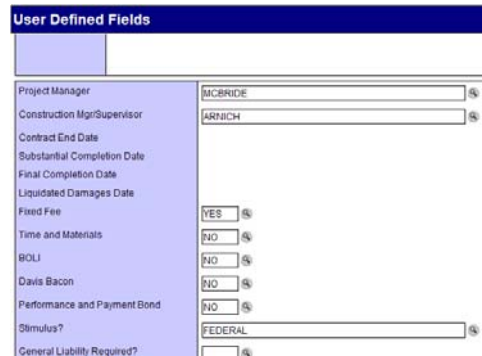 User Defined Fields
Project Manager MCBRIDE
Construction Mgr/Supervisor ARNICH
Contract End Date
Substantial Completion Date
Final Completion Date
Liquidated Damages Date
Fixed Fee YES
Time and Materials NO
BOLI NO
Davis Bacon NO
Performance and Payment Bond NO
Stimulus? FEDERAL
General Liability Required?